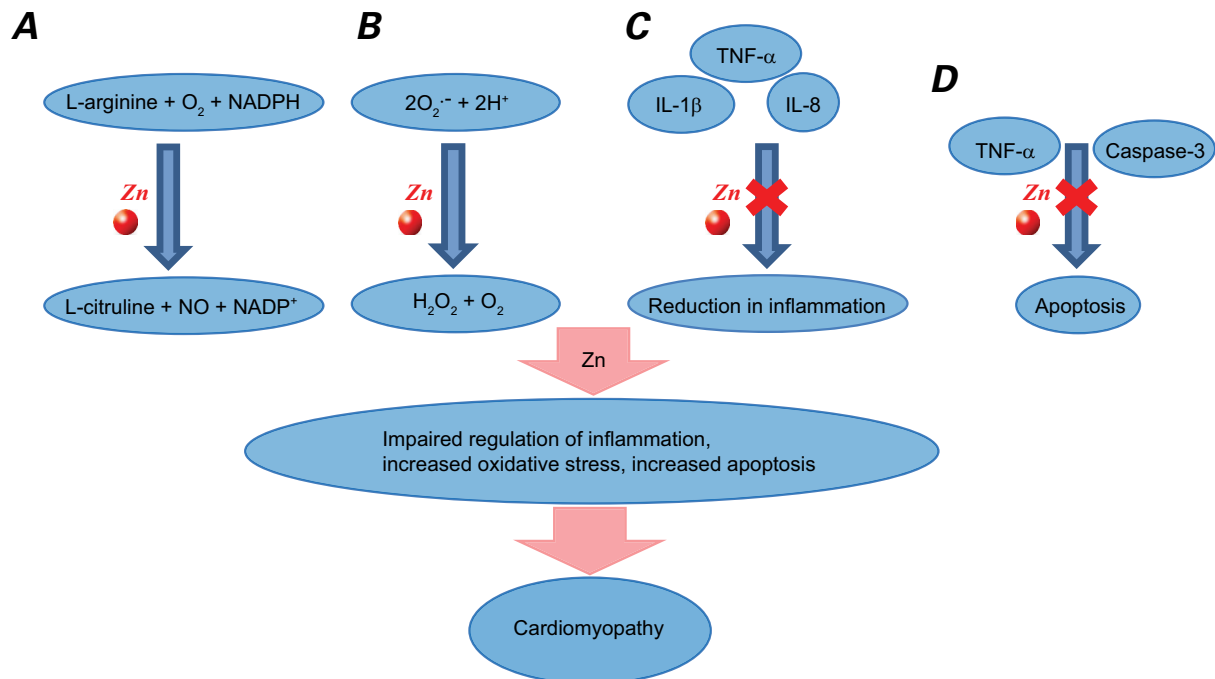 A
L-arginine + O₂ + NADPH
Zn
L-citruline + NO + NADP⁺
B
2O₂·⁻ + 2H⁺
Zn
H₂O₂ + O₂
C
TNF-α
IL-1β
IL-8
Zn
Reduction in inflammation
D
TNF-α
Caspase-3
Zn
Apoptosis
Zn
Impaired regulation of inflammation,
increased oxidative stress, increased apoptosis
Cardiomyopathy